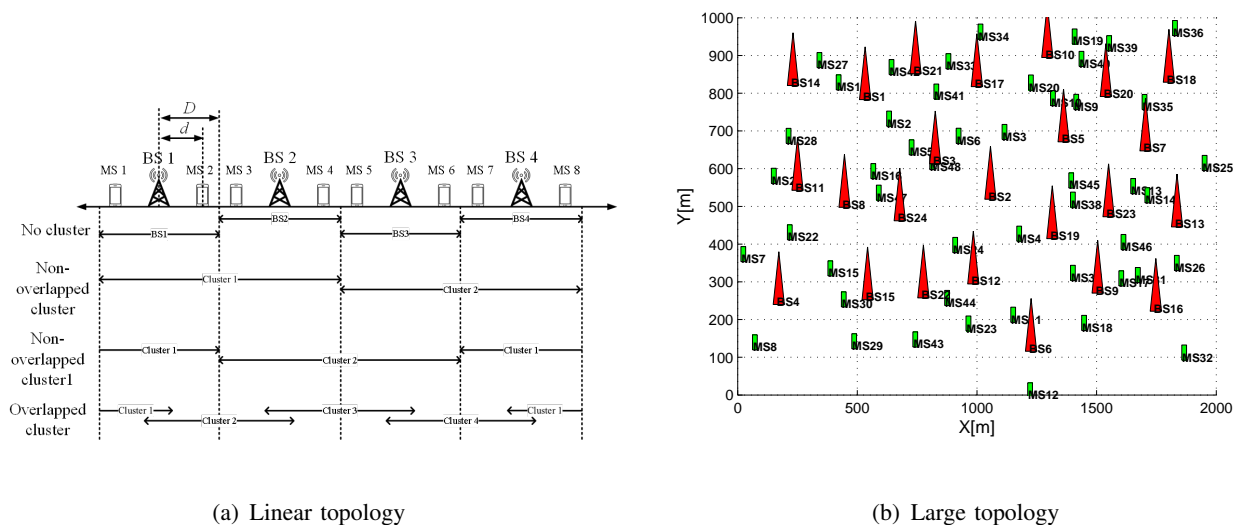 D
d
BS 1
BS 2
BS 3
BS 4
MS 1
MS 2
MS 3
MS 4
MS 5
MS 6
MS 7
MS 8
No cluster
BS1
BS2
BS3
BS4
Non-
overlapped
cluster
Cluster 1
Cluster 2
Non-
overlapped
cluster1
Cluster 1
Cluster 2
Cluster 1
Overlapped
cluster
Cluster 1
Cluster 2
Cluster 3
Cluster 4
Cluster 1
(a) Linear topology
Y[m]
1000
900
800
700
600
500
400
300
200
100
0
0
500
1000
1500
2000
X[m]
MS34
MS19
MS39
MS36
BS10
MS27
BS14
BS21
MS33
BS17
BS18
MS1
BS1
MS41
MS20
BS20
MS9
MS35
MS2
MS28
MS6
MS3
BS5
BS7
BS3
MS48
MS25
MS16
BS11
BS8
BS24
BS2
MS45
MS38
MS13
MS14
BS23
BS13
MS22
MS4
BS19
MS46
MS7
MS15
BS12
MS26
BS4
MS30
BS15
MS44
BS9
BS16
MS23
MS18
MS8
MS29
MS43
BS6
MS32
MS12
(b) Large topology